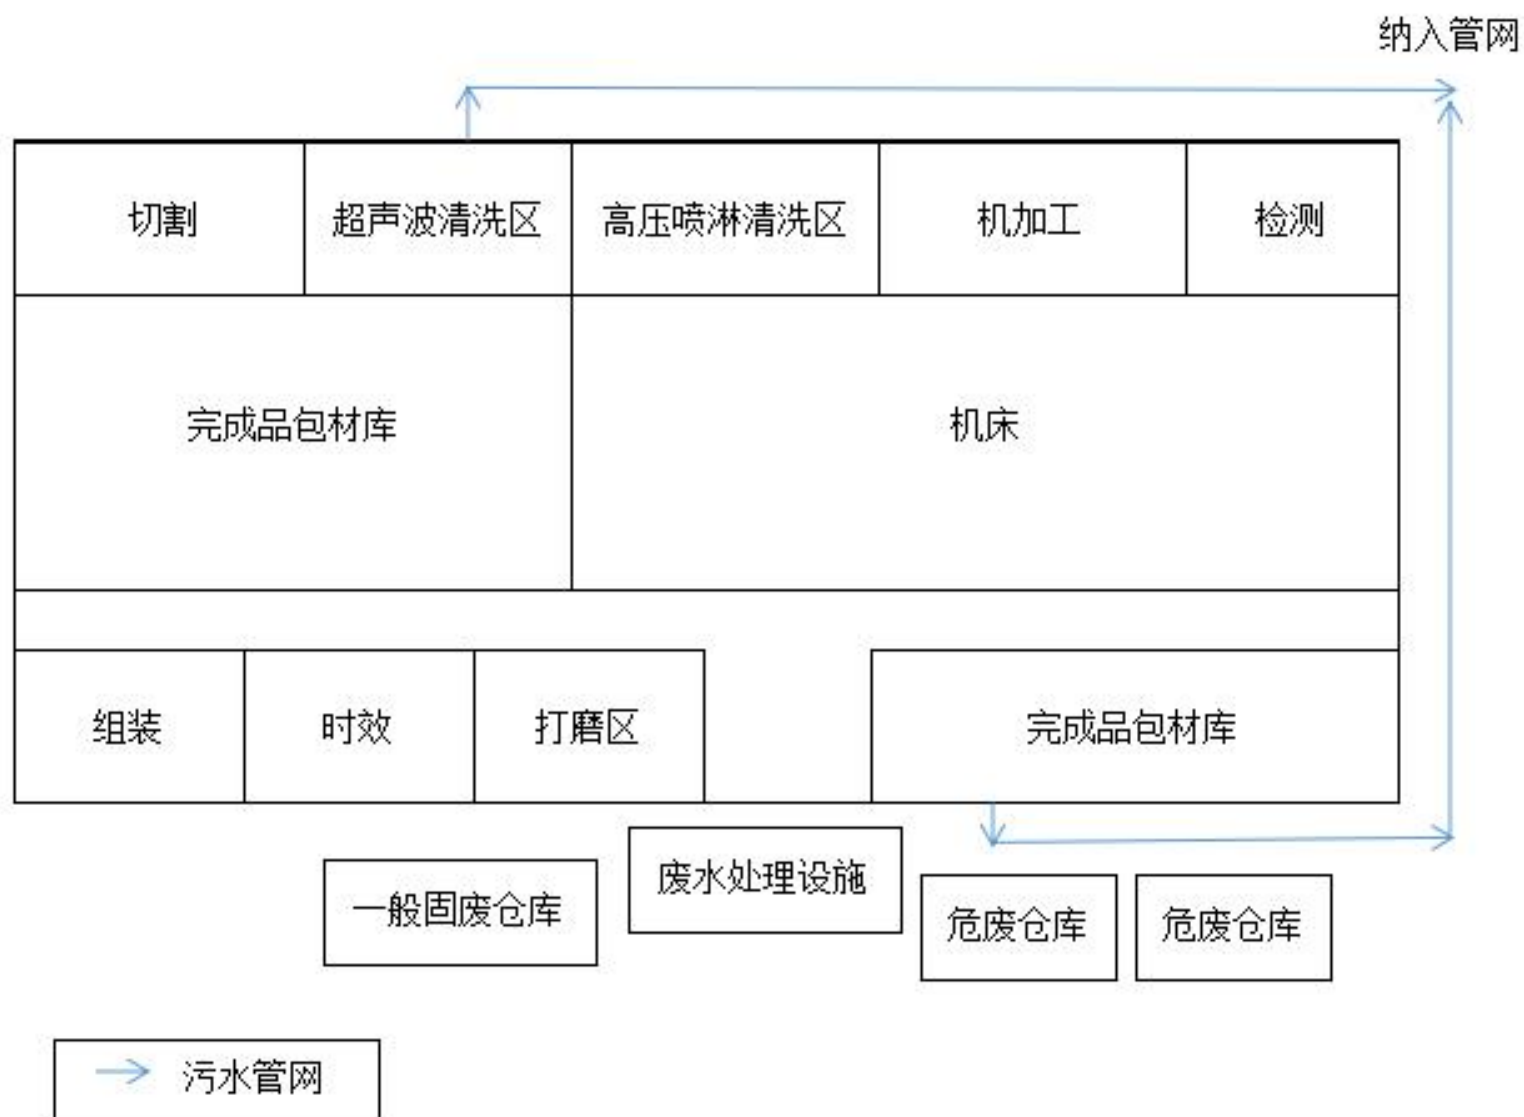 纳入管网
切割
超声波清洗区
高压喷淋清洗区
机加工
检测
完成品包材库
机床
组装
时效
打磨区
完成品包材库
一般固废仓库
废水处理设施
危废仓库
危废仓库
污水管网